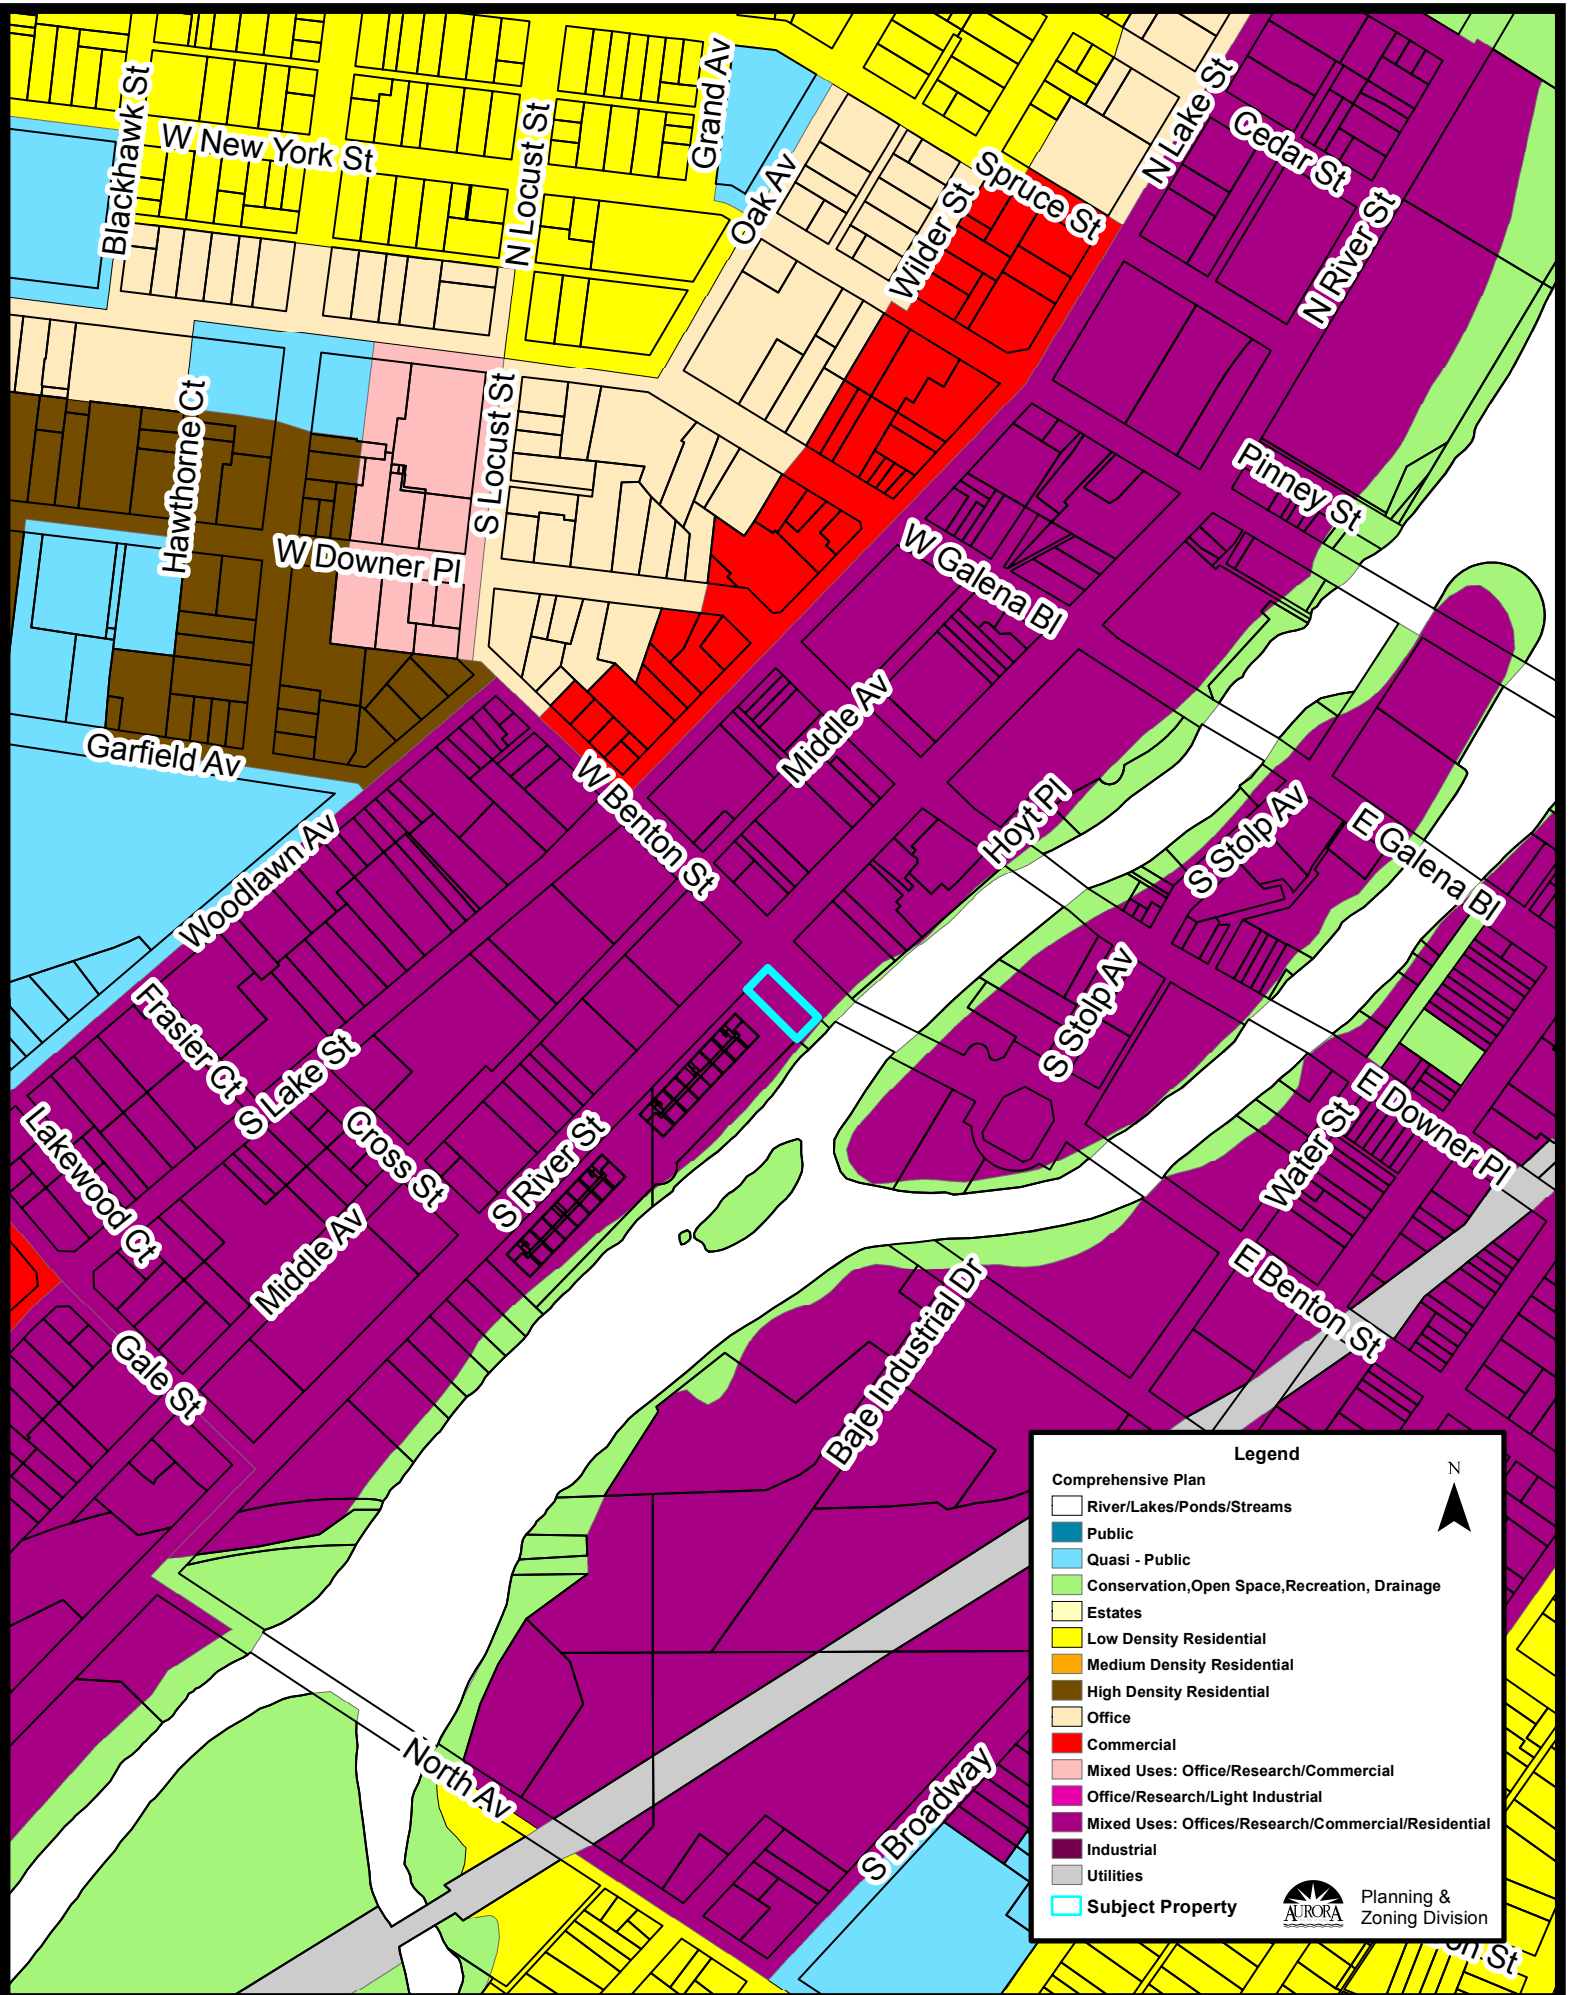 Blackhawk St
W New York St
N Locust St
Grand Av
Oak Av
Wilder St
Spruce St
N Lake St
Cedar St
N River St
Hawthorne Ct
S Locust St
W Downer Pl
W Galena Bl
Pinney St
Garfield Av
Middle Av
W Benton St
Hoyt Pl
S Stolp Av
E Galena Bl
Woodlawn Av
S Stolp Av
Frasier Ct
S Lake St
Cross St
S River St
Lakewood Ct
Middle Av
Water St
E Downer Pl
E Benton St
Baje Industrial Dr
Gale St
North Av
S Broadway
on St
Legend
Comprehensive Plan
N
River/Lakes/Ponds/Streams
Public
Quasi - Public
Conservation,Open Space,Recreation, Drainage
Estates
Low Density Residential
Medium Density Residential
High Density Residential
Office
Commercial
Mixed Uses: Office/Research/Commercial
Office/Research/Light Industrial
Mixed Uses: Offices/Research/Commercial/Residential
Industrial
Utilities
Subject Property
AURORA
Planning &
Zoning Division